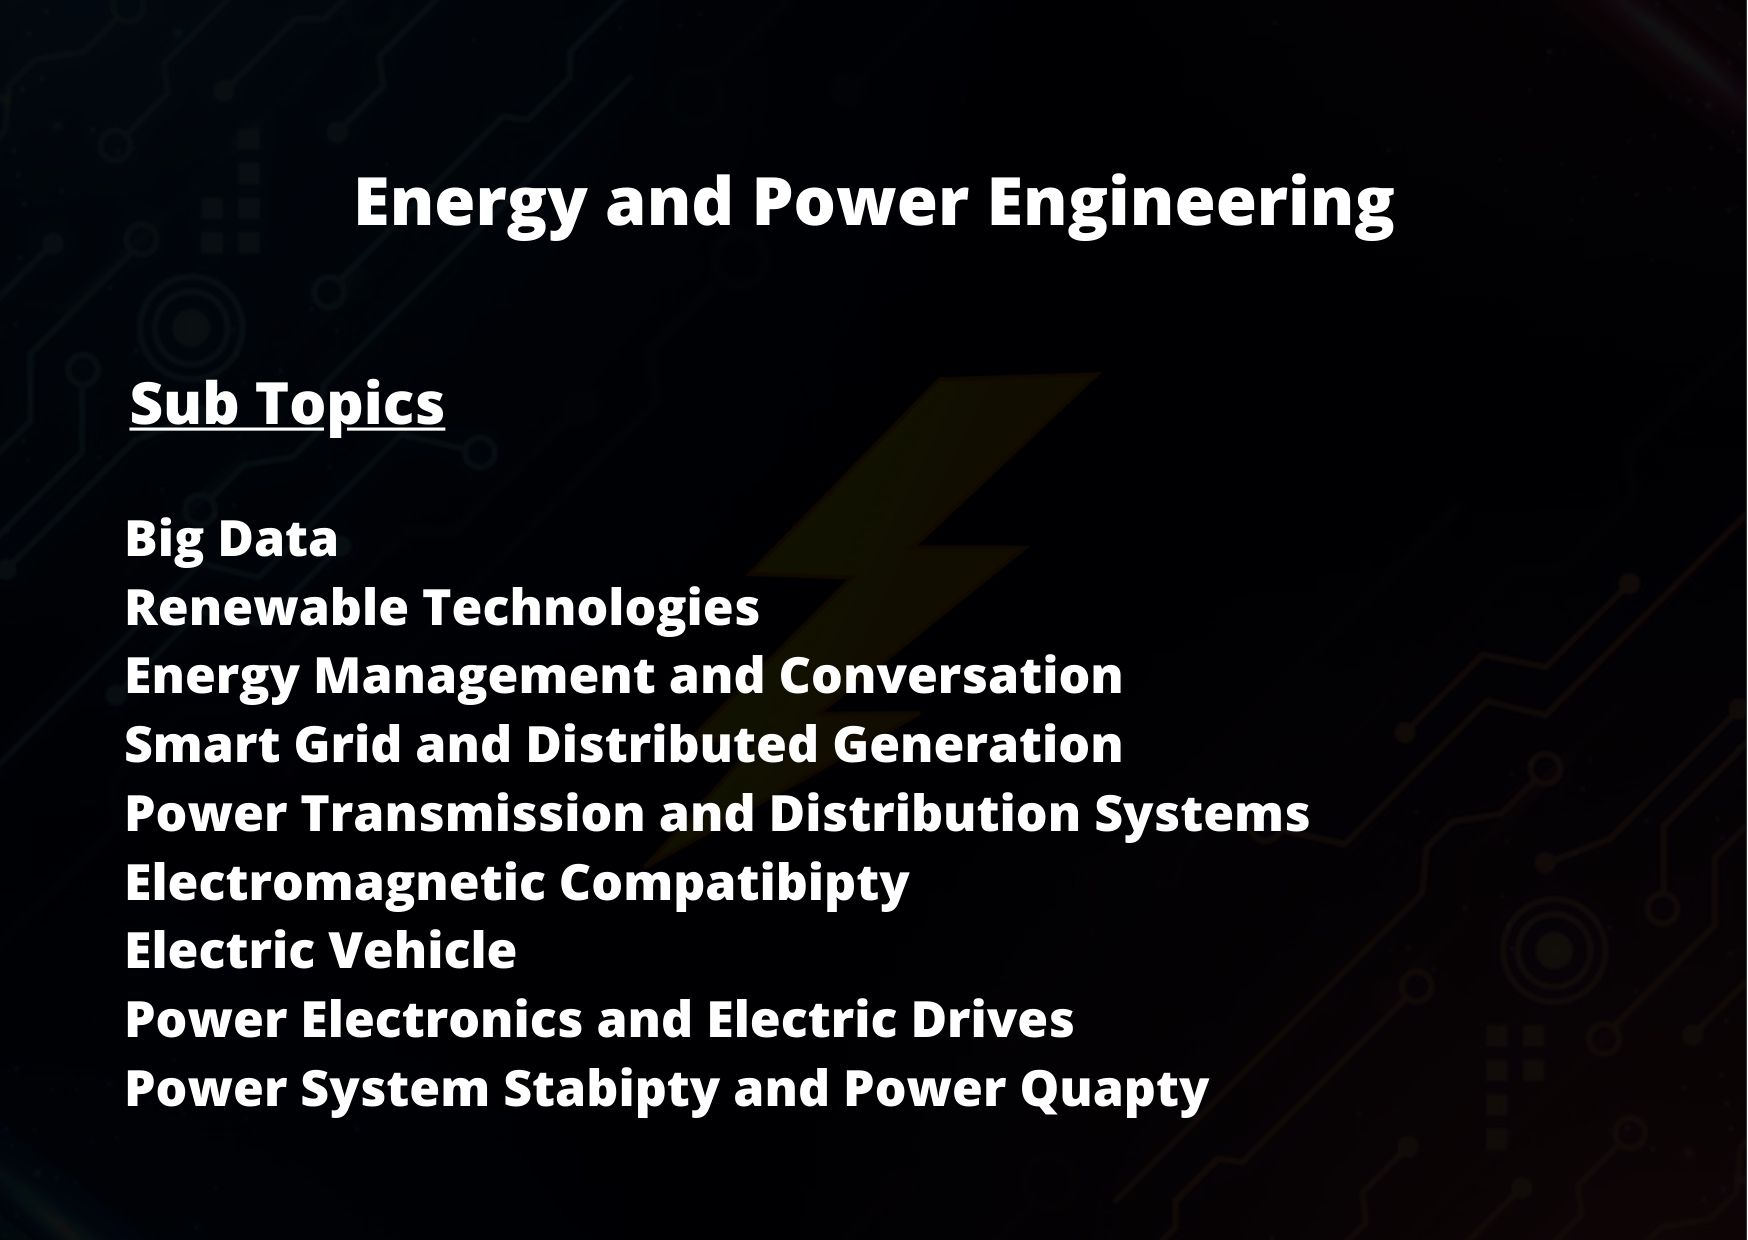 Energy and Power Engineering
Sub Topics
Big Data
Renewable Technologies
Energy Management and Conversation
Smart Grid and Distributed Generation
Power Transmission and Distribution Systems
Electromagnetic Compatibipty
Electric Vehicle
Power Electronics and Electric Drives
Power System Stabipty and Power Quapty